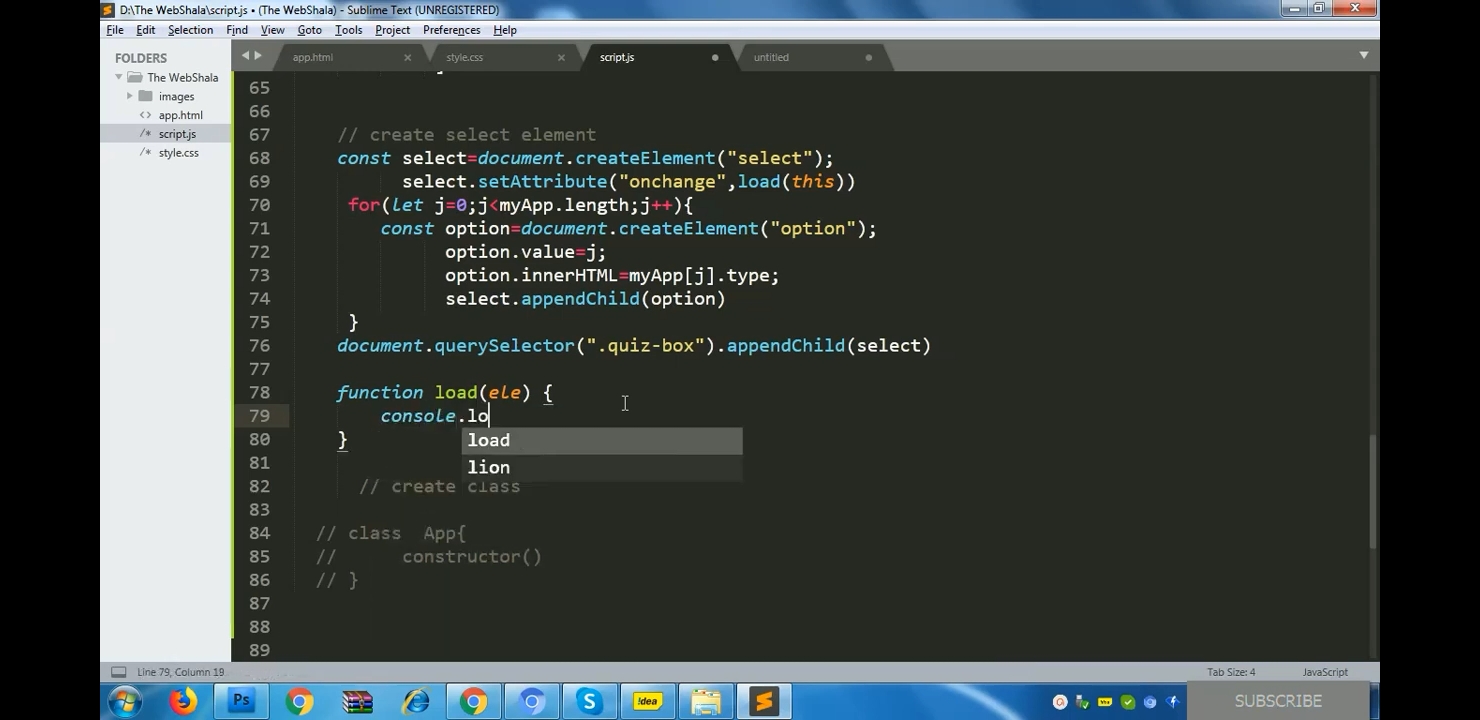 D:\The WebShala\script.js • (The WebShala) - Sublime Text (UNREGISTERED)
File Edit Selection Find View Goto Tools Project Preferences Help
FOLDERS
The WebShala
images
<> app.html
/* script.js
/* style.css
app.html × style.css × script.js untitled
65
66
67 // create select element
68 const select=document.createElement("select");
69 select.setAttribute("onchange",load(this))
70 for(let j=0;j<myApp.length;j++){
71 const option=document.createElement("option");
72 option.value=j;
73 option.innerHTML=myApp[j].type;
74 select.appendChild(option)
75 }
76 document.querySelector(".quiz-box").appendChild(select)
77
78 function load(ele) {
79 console.lo
load
80 }
lion
81
82 // create class
83
84 // class App{
85 // constructor()
86 // }
87
88
89
Line 79, Column 19 Tab Size: 4 JavaScript
Ps S !dea SUBSCRIBE